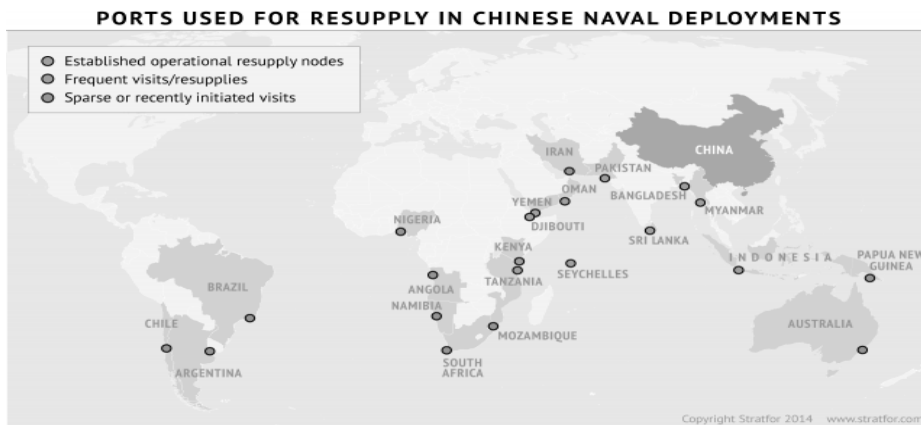 PORTS USED FOR RESUPPLY IN CHINESE NAVAL DEPLOYMENTS
Established operational resupply nodes
Frequent visits/resupplies
Sparse or recently initiated visits
CHINA
IRAN
PAKISTAN
OMAN
BANGLADESH
YEMEN
MYANMAR
DJIBOUTI
NIGERIA
SRI LANKA
KENYA
INDONESIA
PAPUA NEW
GUINEA
SEYCHELLES
TANZANIA
ANGOLA
BRAZIL
NAMIBIA
CHILE
AUSTRALIA
MOZAMBIQUE
SOUTH
AFRICA
ARGENTINA
Copyright Stratfor 2014 www.stratfor.com